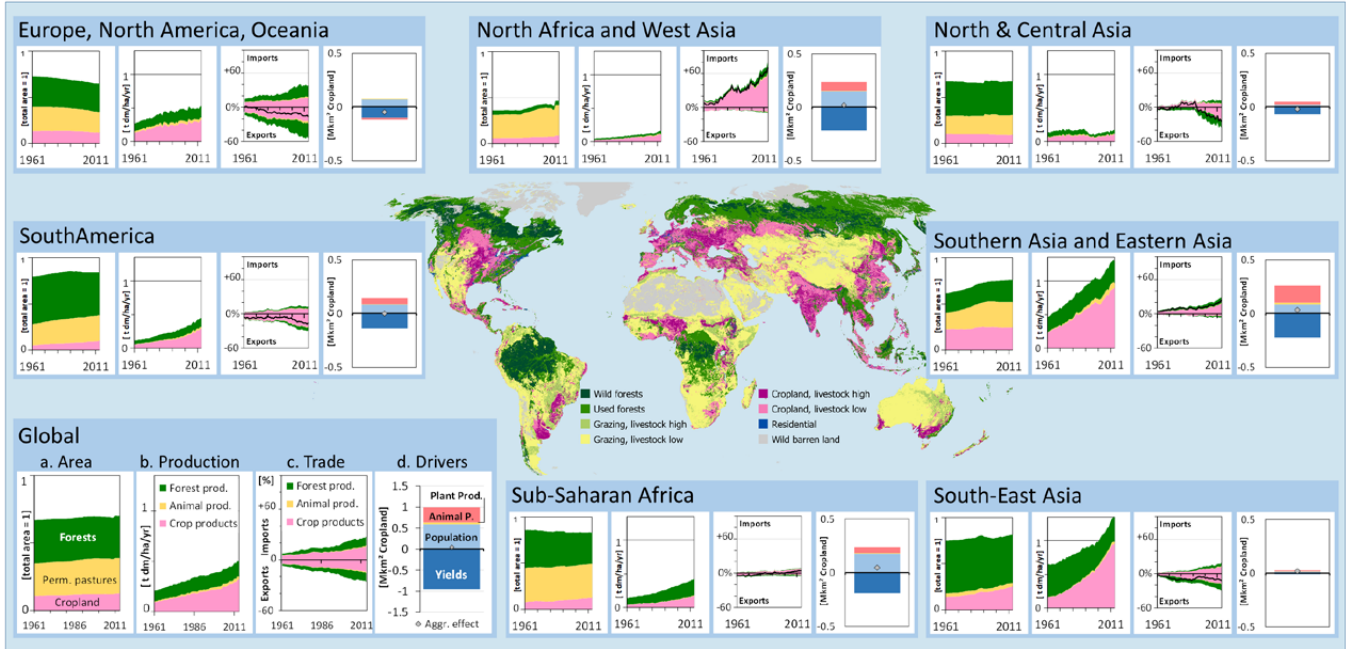 Europe, North America, Oceania
1
[total area = 1]
0
1961 2011
1
[ t dm/ha/yr]
0
1961 2011
Imports
+60
0%
-60
Exports
1961 2011
0.5
[Mkm² Cropland]
0
-0.5
North Africa and West Asia
1
[total area = 1]
0
1961 2011
1
[t dm/ha/yr]
0
1961 2011
Imports
+60
0%
-60
Exports
1961 2011
0.5
[Mkm² Cropland]
0
-0.5
North & Central Asia
1
[total area = 1]
0
1961 2011
1
[t dm/ha/yr]
0
1961 2011
Imports
+60
0%
-60
Exports
1961 2011
0.5
[Mkm² Cropland]
0
-0.5
SouthAmerica
1
[total area = 1]
0
1961 2011
1
[t dm/ha/yr]
0
1961 2011
Imports
+60
0%
-60
Exports
1961 2011
0.5
[Mkm² Cropland]
0
-0.5
Southern Asia and Eastern Asia
1
[total area = 1]
0
1961 2011
1
[t dm/ha/yr]
0
1961 2011
Imports
+60
0%
-60
Exports
1961 2011
0.5
[Mkm² Cropland]
0
-0.5
Wild forests
Used forests
Grazing, livestock high
Grazing, livestock low
Cropland, livestock high
Cropland, livestock low
Residential
Wild barren land
Global
a. Area
1
[total area = 1]
0
Forests
Perm. pastures
Cropland
1961 1986 2011
b. Production
Forest prod.
Animal prod.
Crop products
1
[t dm/ha/yr]
0
1961 1986 2011
c. Trade
[%]
Forest prod.
Animal prod.
Crop products
+60
Imports
0
Exports
-60
1961 1986 2011
d. Drivers
1.5
1.0
0.5
0
-0.5
-1.0
-1.5
[Mkm² Cropland]
Plant Prod.
Animal P.
Population
Yields
Aggr. effect
Sub-Saharan Africa
1
[total area = 1]
0
1961 2011
1
[t dm/ha/yr]
0
1961 2011
Imports
+60
0%
-60
Exports
1961 2011
0.5
[Mkm² Cropland]
0
-0.5
South-East Asia
1
[total area = 1]
0
1961 2011
1
[t dm/ha/yr]
0
1961 2011
Imports
+60
0%
-60
Exports
1961 2011
0.5
[Mkm² Cropland]
0
-0.5